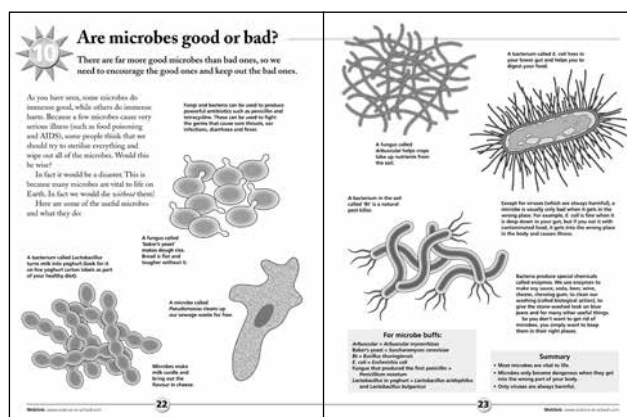 10
Are microbes good or bad?
There are far more good microbes than bad ones, so we
need to encourage the good ones and keep out the bad ones.
As you have seen, some microbes do
immense good, while others do immense
harm. Because a few microbes cause very
serious illness (such as food poisoning
and AIDS), some people think that we
should try to sterilise everything and
wipe out all of the microbes. Would this
be wise?
In fact it would be a disaster. This is
because many microbes are vital to life on
Earth. In fact we would die without them!
Here are some of the useful microbes
and what they do:
Fungi and bacteria can be used to produce
powerful antibiotics such as penicillin and
tetracycline. These can be used to fight
the germs that cause sore throats, ear
infections, diarrhoea and fever.
A fungus called
'baker's yeast'
makes dough rise.
Bread is flat and
tougher without it.
A bacterium called Lactobacillus
turns milk into yoghurt (look for it
on live yoghurt carton labels as part
of your healthy diet).
A microbe called
Pseudomonas cleans up
our sewage waste for free.
Microbes make
milk curdle and
bring out the
flavour in cheese.
22
A bacterium called E. coli lives in
your lower gut and helps you to
digest your food.
A fungus called
Arbuscular helps crops
take up nutrients from
the soil.
A bacterium in the soil
called 'Bt' is a natural
pest killer.
Except for viruses (which are always harmful), a
microbe is usually only bad when it gets in the
wrong place. For example, E. coli is fine when it
is deep down in your gut, but if you eat it with
contaminated food, it gets into the wrong place
in the body and causes illness.
Bacteria produce special chemicals
called enzymes. We use enzymes to
make soy sauce, soda, beer, wine,
cheese, chewing gum; to clean our
washing (called biological action), to
give the stone-washed look on blue
jeans and for many other useful things.
So you don't want to get rid of
microbes, you simply want to keep
them in their right places.
For microbe buffs:
Arbuscular = Arbuscular mycorrhizae
Baker's yeast = Saccharomyces cerevisiae
Bt = Bacillus thuringiensis
E. coli = Escherichia coli
Fungus that produced the first penicillin =
Penicillium notatum
Lactobacillus in yoghurt = Lactobacillus acidophilus
and Lactobacillus bulgaricus
Summary
• Most microbes are vital to life.
• Microbes only become dangerous when they get
into the wrong part of your body.
• Only viruses are always harmful.
23